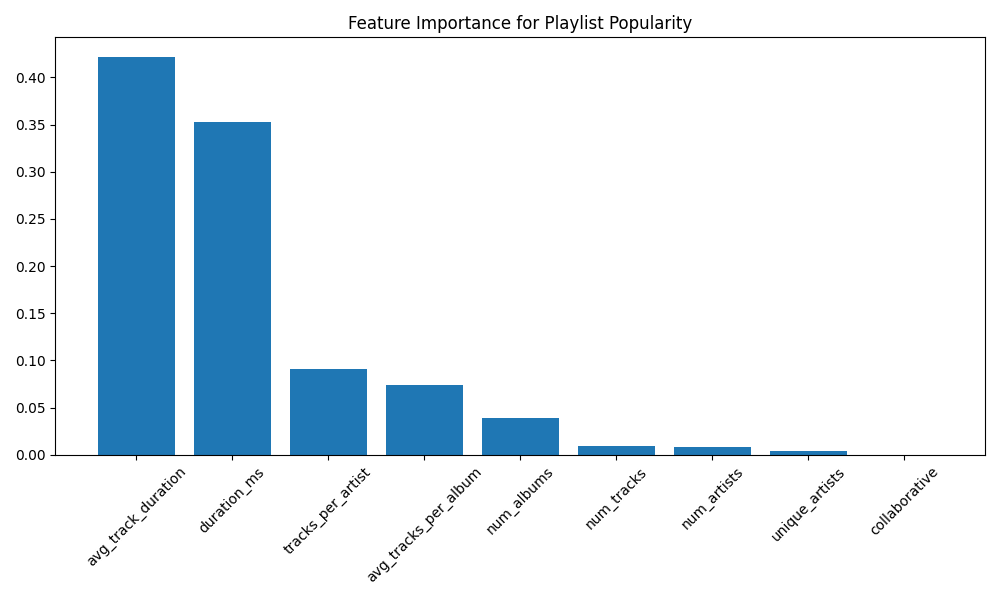 Feature Importance for Playlist Popularity
0.40
0.35
0.30
0.25
0.20
0.15
0.10
0.05
0.00
avg_track_duration
duration_ms
tracks_per_artist
avg_tracks_per_album
num_albums
num_tracks
num_artists
unique_artists
collaborative